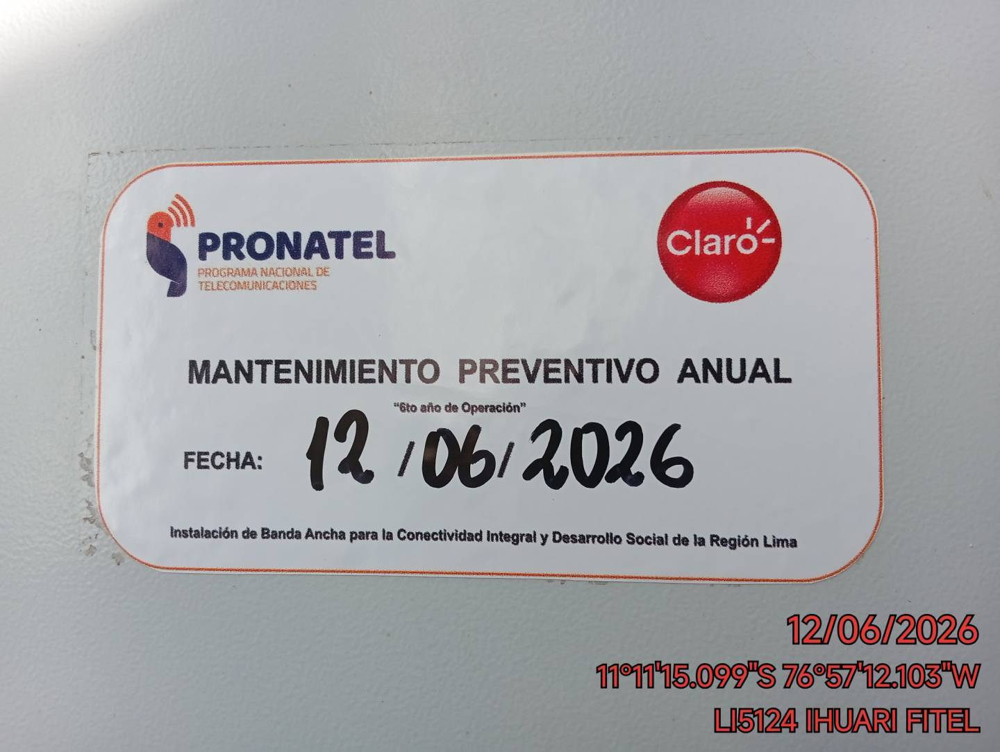 PRONATEL
PROGRAMA NACIONAL DE
TELECOMUNICACIONES
Claro
MANTENIMIENTO PREVENTIVO ANUAL
"6to año de Operación"
FECHA: 12/06/2026
Instalación de Banda Ancha para la Conectividad Integral y Desarrollo Social de la Región Lima
12/06/2026
11°11'15.099"S 76°57'12.103"W
LI5124 IHUARI FITEL